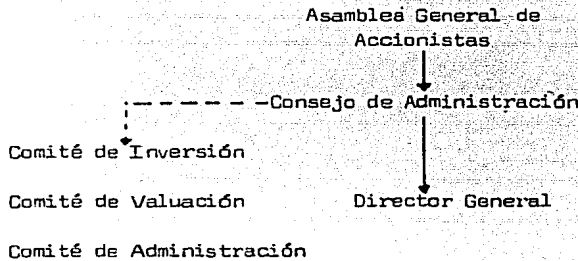 Asamblea General de
Accionistas
Consejo de Administración
Comité de Inversión
Comité de Valuación
Director General
Comité de Administración